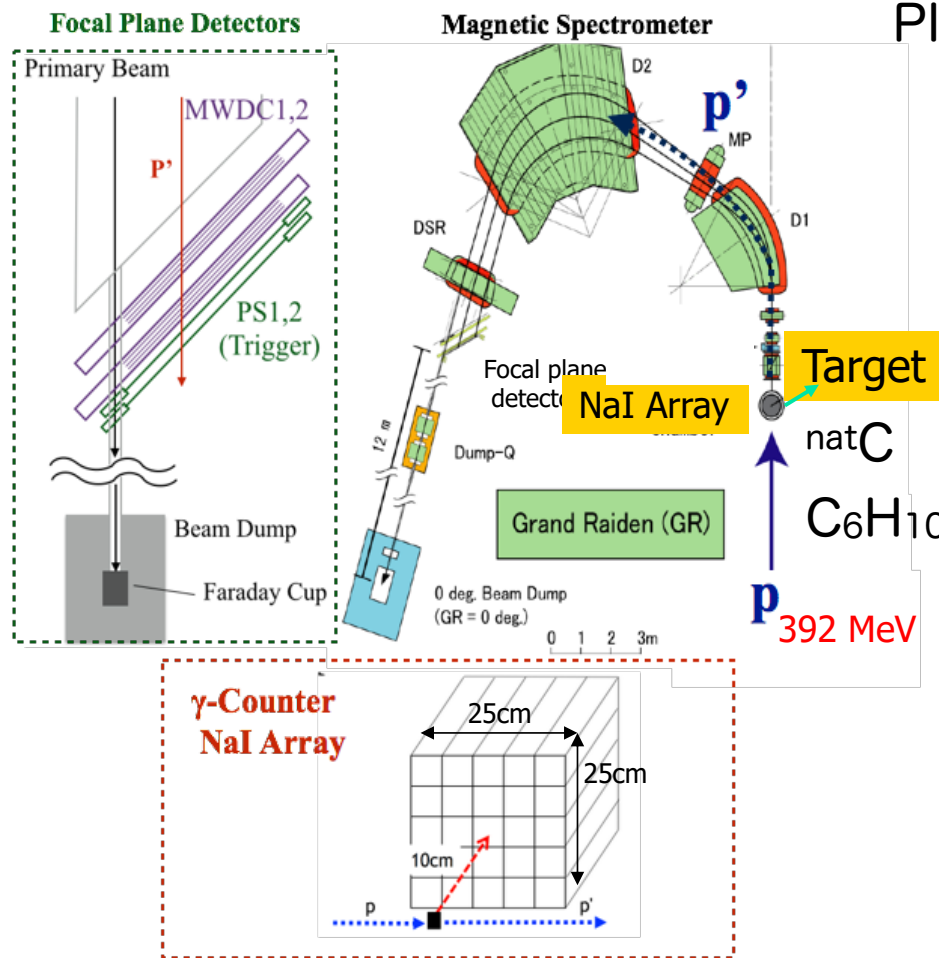 Focal Plane Detectors
Magnetic Spectrometer
Pl
Primary Beam
MWDC1,2
P'
PS1,2
(Trigger)
Beam Dump
Faraday Cup
D2
p'
MP
D1
DSR
Focal plane
NaI Array
Target
natC
C6H10
12 m
Dump-Q
Grand Raiden (GR)
0 deg. Beam Dump
(GR = 0 deg.)
0 1 2 3m
p
392 MeV
γ-Counter
NaI Array
25cm
25cm
10cm
p
p'